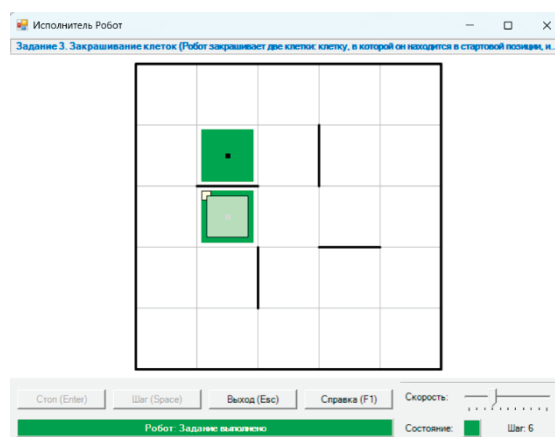 Исполнитель Робот
Задание 3. Закрашивание клеток (Робот закрашивает две клетки: клетку, в которой он находится в стартовой позиции, и...
Стоп (Enter)
Шаг (Space)
Выход (Esc)
Справка (F1)
Скорость:
Робот: Задание выполнено
Состояние:
Шаг: 6